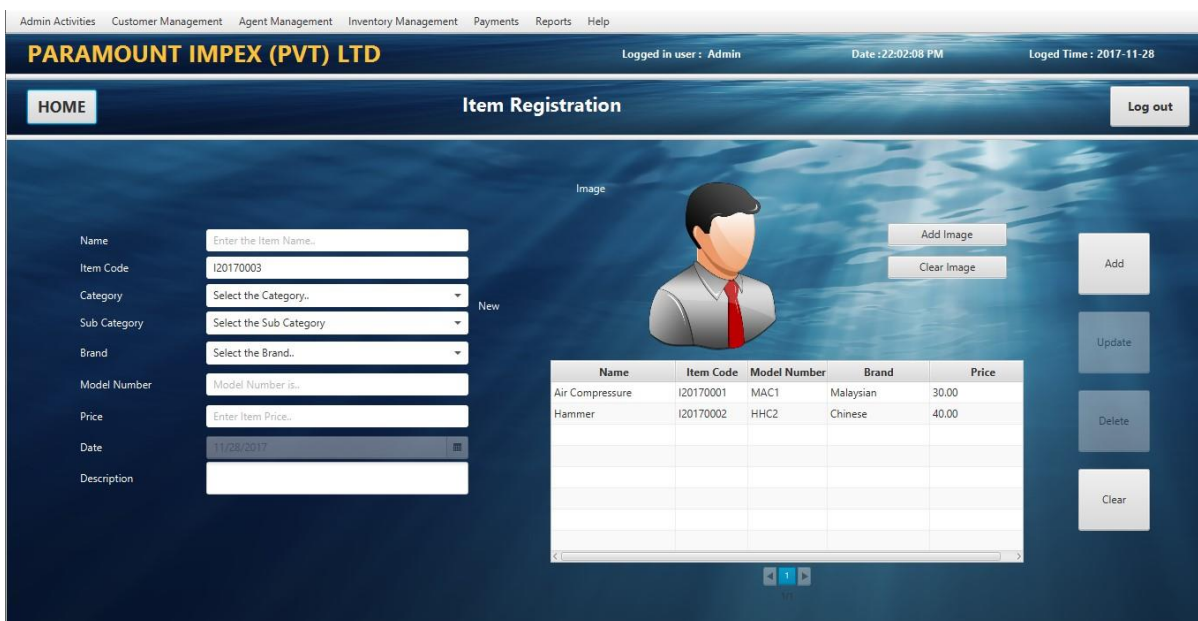 Admin Activities Customer Management Agent Management Inventory Management Payments Reports Help
PARAMOUNT IMPEX (PVT) LTD
Logged in user : Admin
Date :22:02:08 PM
Loged Time : 2017-11-28
HOME
Item Registration
Log out
Image
Name
Enter the Item Name..
Item Code
I20170003
Category
Select the Category..
New
Sub Category
Select the Sub Category
Brand
Select the Brand..
Model Number
Model Number is..
Price
Enter Item Price..
Date
11/28/2017
Description
Add Image
Clear Image
Name Item Code Model Number Brand Price
Air Compressure I20170001 MAC1 Malaysian 30.00
Hammer I20170002 HHC2 Chinese 40.00
1
1/1
Add
Update
Delete
Clear